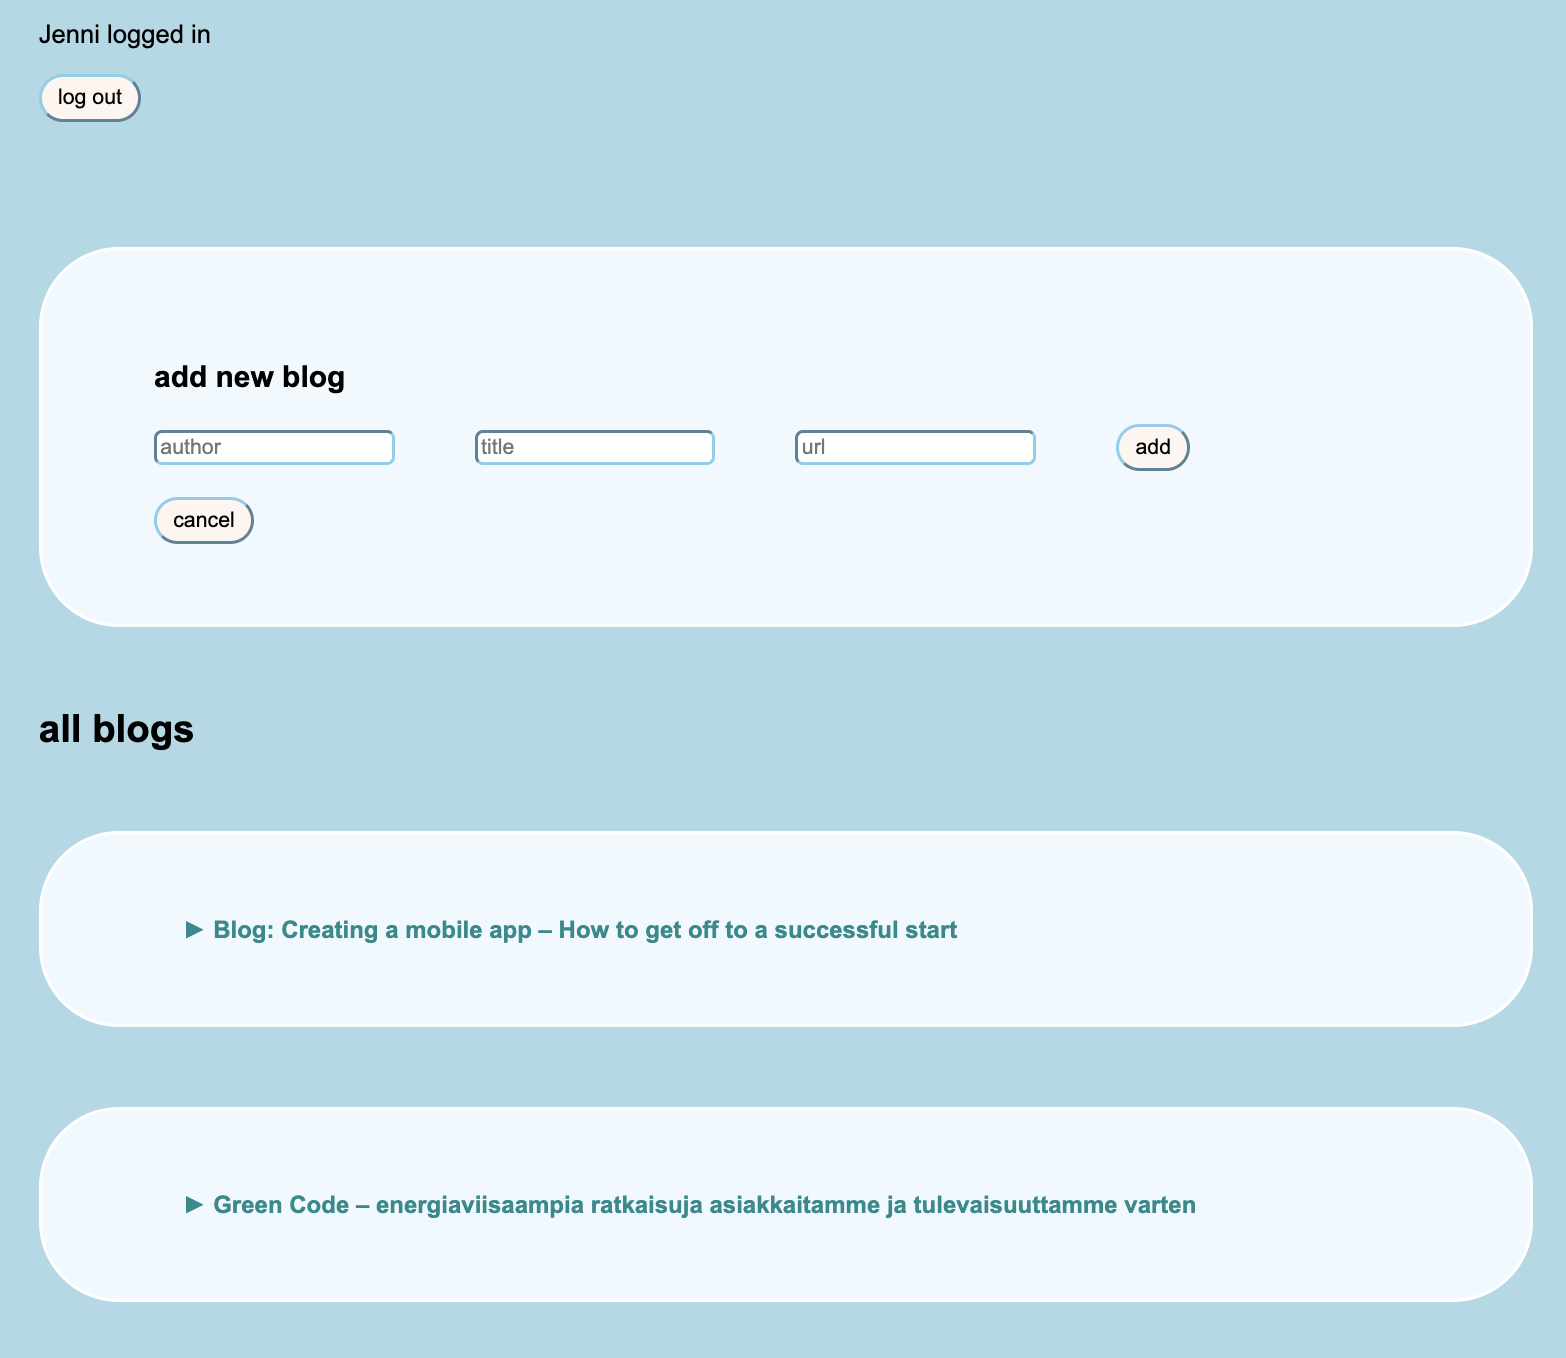 Jenni logged in
log out
add new blog
author title url add
cancel
all blogs
► Blog: Creating a mobile app – How to get off to a successful start
► Green Code – energiaviisaampia ratkaisuja asiakkaitamme ja tulevaisuuttamme varten